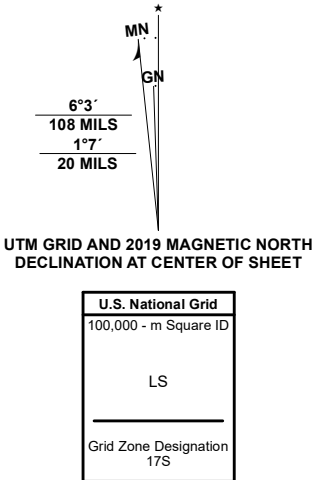 ★
MN
GN
6°3´
108 MILS
1°7´
20 MILS
UTM GRID AND 2019 MAGNETIC NORTH
DECLINATION AT CENTER OF SHEET
U.S. National Grid
100,000 - m Square ID
LS
Grid Zone Designation
17S